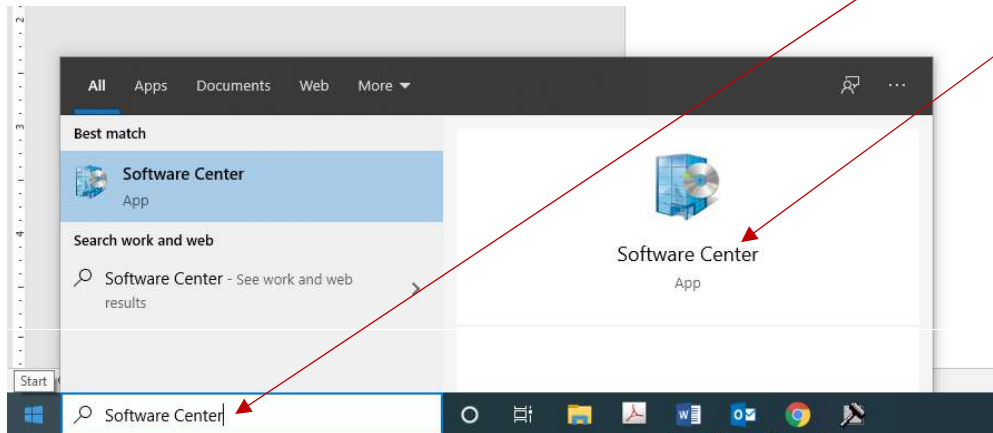 All Apps Documents Web More
Best match
Software Center
App
Search work and web
Software Center - See work and web
results
Software Center
App
Start
Software Center